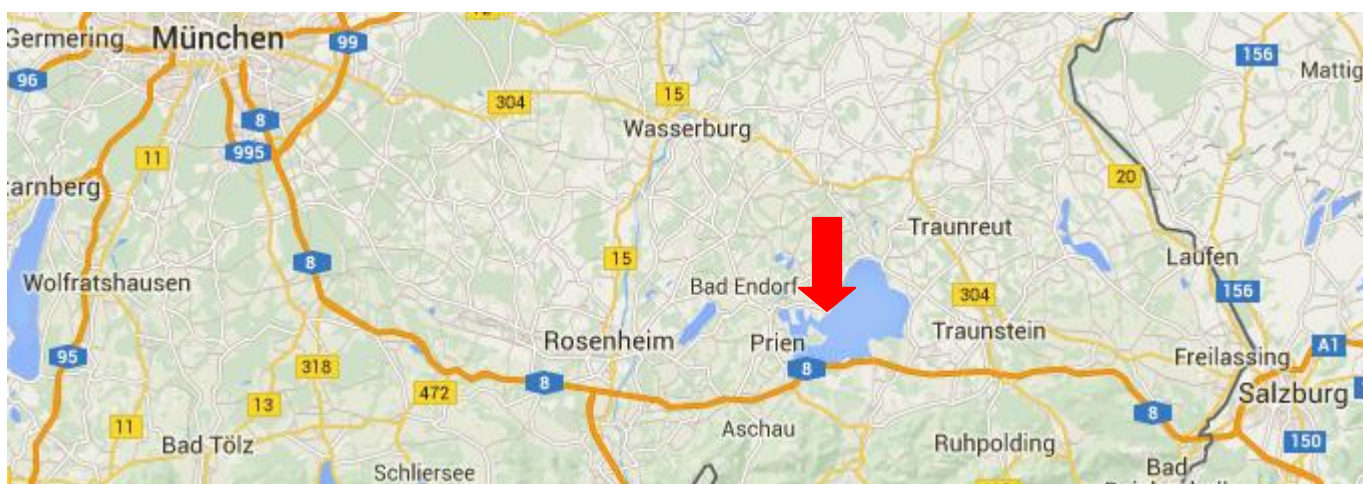 12
Germering
München
99
96
156
Mattig
304
15
8
Wasserburg
995
11
20
arnberg
Traunreut
8
15
Laufen
Wolfratshausen
Bad Endorf
304
156
Rosenheim
Prien
Traunstein
95
A1
Freilassing
318
8
8
472
Salzburg
13
8
11
Aschau
Bad Tölz
Ruhpolding
150
Schliersee
Bad